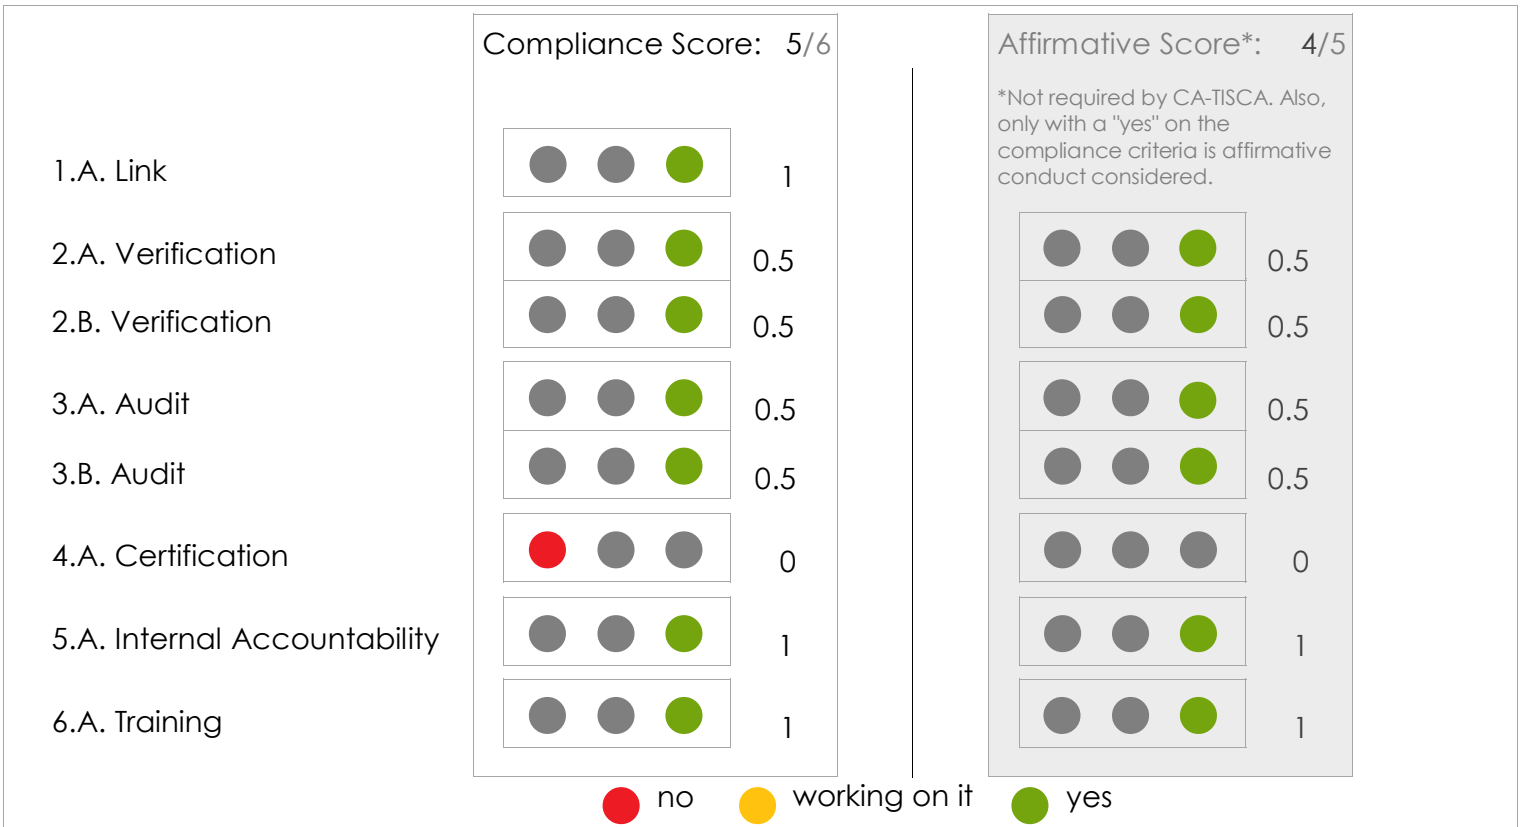 Compliance Score: 5/6
Affirmative Score*: 4/5
*Not required by CA-TISCA. Also,
only with a "yes" on the
compliance criteria is affirmative
conduct considered.
1.A. Link 1
2.A. Verification 0.5 0.5
2.B. Verification 0.5 0.5
3.A. Audit 0.5 0.5
3.B. Audit 0.5 0.5
4.A. Certification 0 0
5.A. Internal Accountability 1 1
6.A. Training 1 1
no working on it yes